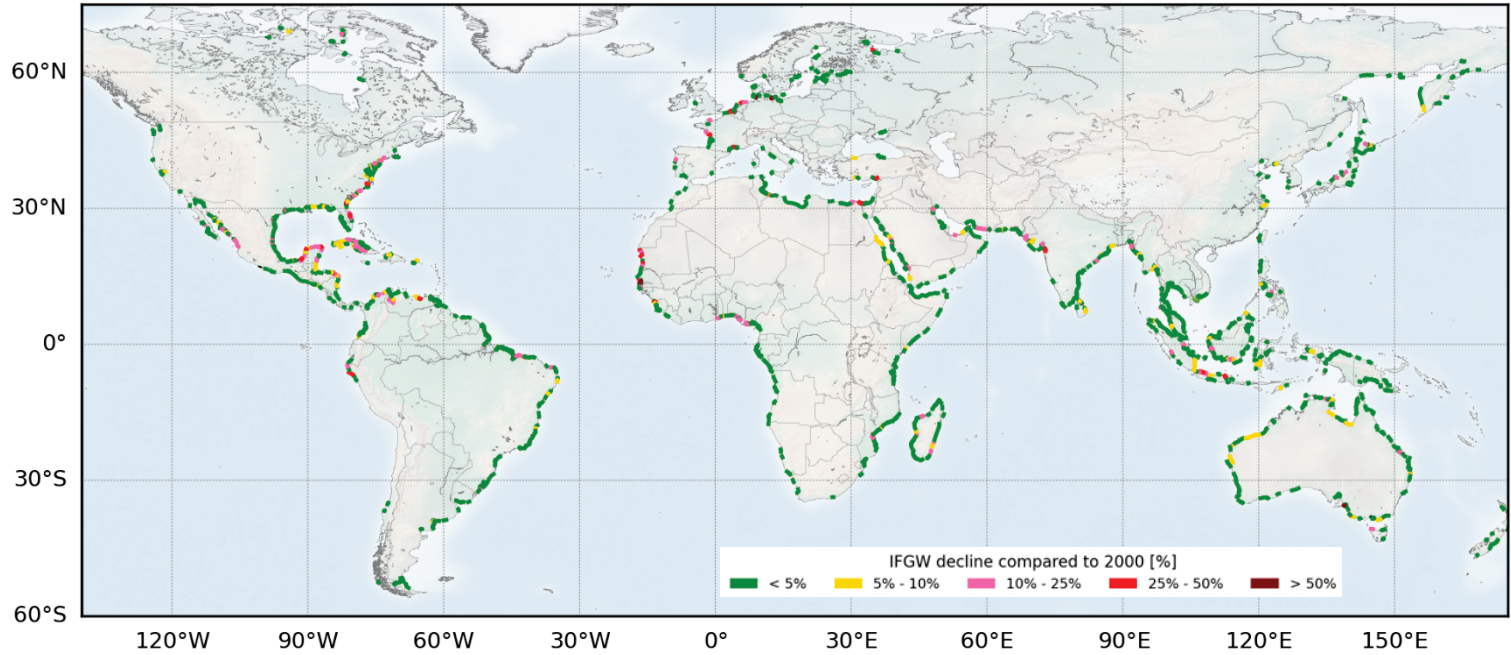 60°N
30°N
0°
30°S
60°S
IFGW decline compared to 2000 [%]
< 5% 5% - 10% 10% - 25% 25% - 50% > 50%
120°W 90°W 60°W 30°W 0° 30°E 60°E 90°E 120°E 150°E